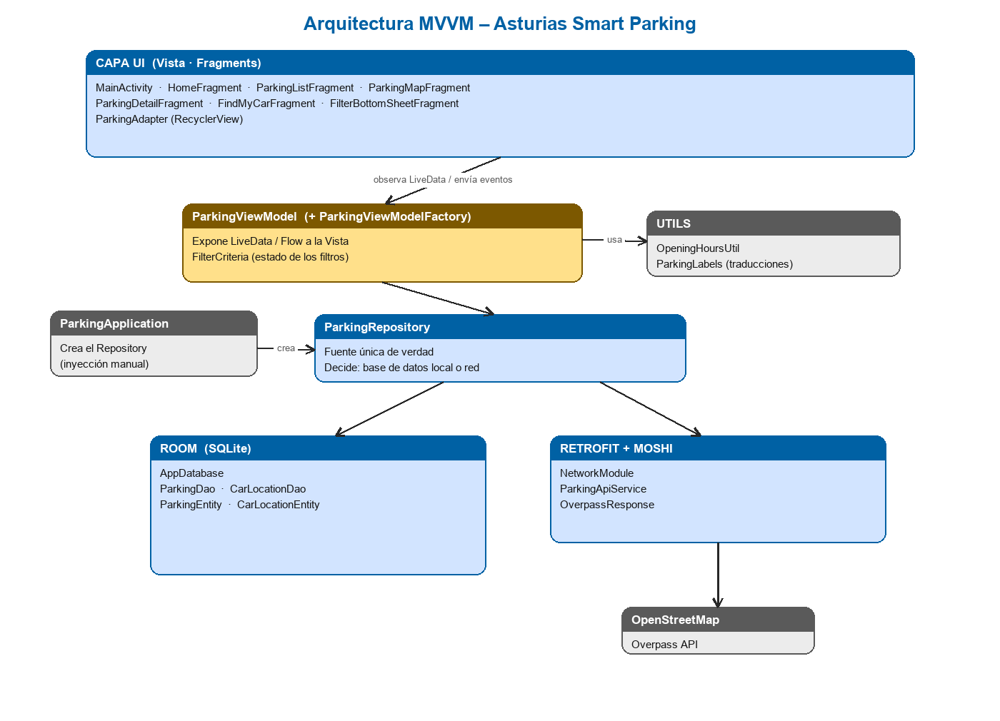 Arquitectura MVVM – Asturias Smart Parking
CAPA UI (Vista · Fragments)
MainActivity · HomeFragment · ParkingListFragment · ParkingMapFragment
ParkingDetailFragment · FindMyCarFragment · FilterBottomSheetFragment
ParkingAdapter (RecyclerView)
observa LiveData / envía eventos
ParkingViewModel (+ ParkingViewModelFactory)
Expone LiveData / Flow a la Vista
FilterCriteria (estado de los filtros)
usa
UTILS
OpeningHoursUtil
ParkingLabels (traducciones)
ParkingApplication
Crea el Repository
(inyección manual)
crea
ParkingRepository
Fuente única de verdad
Decide: base de datos local o red
ROOM (SQLite)
AppDatabase
ParkingDao · CarLocationDao
ParkingEntity · CarLocationEntity
RETROFIT + MOSHI
NetworkModule
ParkingApiService
OverpassResponse
OpenStreetMap
Overpass API